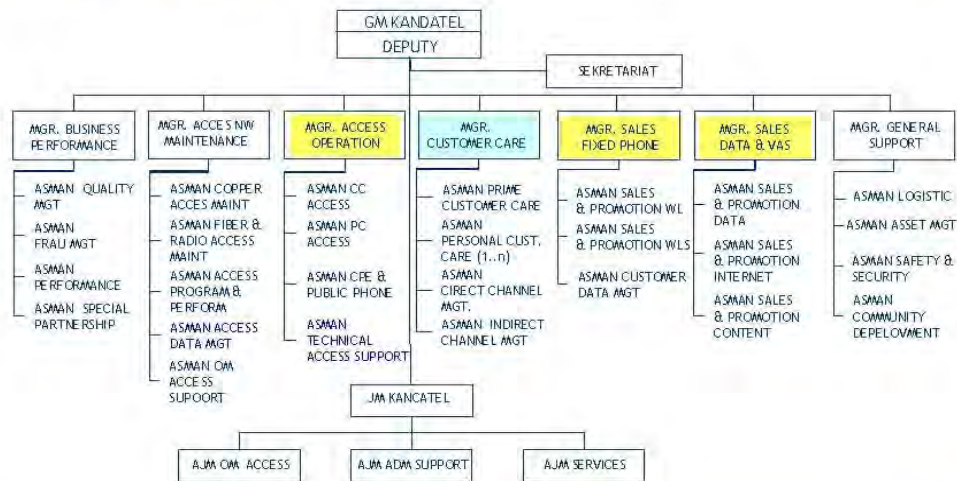 GM KANDATEL
DEPUTY
SEKRETARIAT
MGR. BUSINESS
PERFORMANCE
ASMAN QUALITY
MGT
ASMAN
FRAU MGT
ASMAN
PERFORMANCE
ASMAN SPECIAL
PARTNERSHIP
MGR. ACCES NW
MAINTENANCE
ASMAN COPPER
ACCES MAINT
ASMAN FIBER &
RADIO ACCESS
MAINT
ASMAN ACCESS
PROGRAM &
PERFORM
ASMAN ACCESS
DATA MGT
ASMAN OM
ACCESS
SUPOORT
MGR. ACCESS
OPERATION
ASMAN CC
ACCESS
ASMAN PC
ACCESS
ASMAN CPE &
PUBLIC PHONE
ASMAN
TECHNICAL
ACCESS SUPPORT
MGR.
CUSTOMER CARE
ASMAN PRIME
CUSTOMER CARE
ASMAN
PERSONAL CUST.
CARE (1..n)
ASMAN
CIRECT CHANNEL
MGT.
ASMAN INDIRECT
CHANNEL MGT
MGR. SALES
FIXED PHONE
ASMAN SALES
& PROMOTION WL
ASMAN SALES
& PROMOTION WLS
ASMAN CUSTOMER
DATA MGT
MGR. SALES
DATA & VAS
ASMAN SALES
& PROMOTION
DATA
ASMAN SALES
& PROMOTION
INTERNET
ASMAN SALES
& PROMOTION
CONTENT
MGR. GENERAL
SUPPORT
ASMAN LOGISTIC
ASMAN ASSET MGT
ASMAN SAFETY &
SECURITY
ASMAN
COMMUNITY
DEPELOVMENT
JM KANCATEL
AJM OM ACCESS
AJM ADM SUPPORT
AJM SERVICES